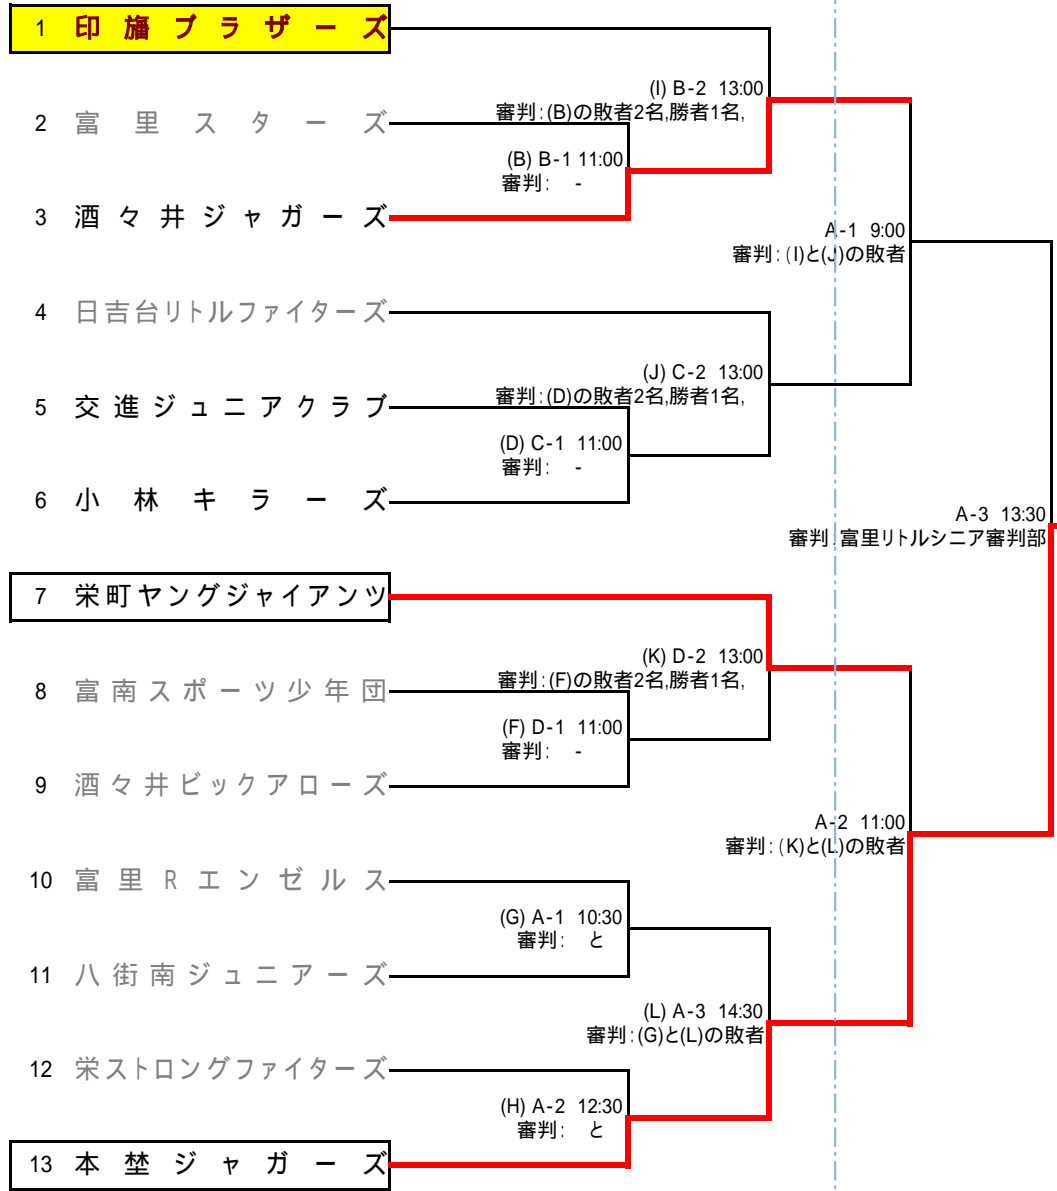 1 印旛ブラザーズ
(I) B-2 13:00
審判:(B)の敗者2名,勝者1名,
2 富里スターズ
(B) B-1 11:00
審判: -
3 酒々井ジャガーズ
A-1 9:00
審判:(I)と(J)の敗者
4 日吉台リトルファイターズ
(J) C-2 13:00
審判:(D)の敗者2名,勝者1名,
5 交進ジュニアクラブ
(D) C-1 11:00
審判: -
6 小林キラーズ
A-3 13:30
審判:富里リトルシニア審判部
7 栄町ヤングジャイアンツ
(K) D-2 13:00
審判:(F)の敗者2名,勝者1名,
8 富南スポーツ少年団
(F) D-1 11:00
審判: -
9 酒々井ビックアローズ
A-2 11:00
審判:(K)と(L)の敗者
10 富里Rエンゼルス
(G) A-1 10:30
審判: と
11 八街南ジュニアーズ
(L) A-3 14:30
審判:(G)と(L)の敗者
12 栄ストロングファイターズ
(H) A-2 12:30
審判: と
13 本埜ジャガーズ